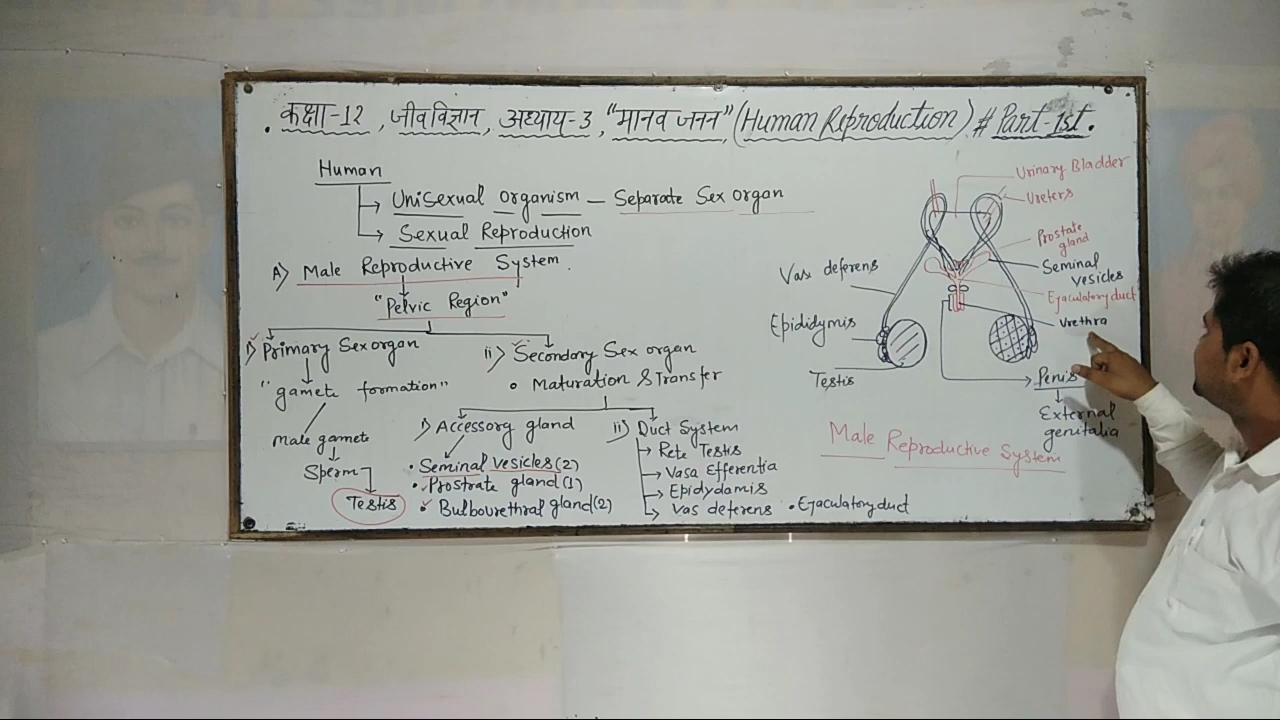 . कक्षा-12, जीव विज्ञान, अध्याय-3, "मानव जनन" (Human Reproduction) # Part-1st.
Human
→ Unisexual organism – Separate Sex organ
→ Sexual Reproduction
A) Male Reproductive System.
"Pelvic Region"
i) Primary Sex organ
"gamete formation"
Male gamete
Sperm
Testis
ii) Secondary Sex organ
• Maturation & Transfer
i) Accessory gland
• Seminal vesicles (2)
• Prostrate gland (1)
• Bulbourethral gland (2)
ii) Duct System
→ Rete Testis
→ Vasa Efferentia
→ Epidydamis
→ Vas deferens • Ejaculatory duct
Urinary Bladder
Ureters
Prostate
gland
Seminal
vesicles
Ejaculatory duct
Urethra
Vas deferens
Epididymis
Testis
Penis
External
genitalia
Male Reproductive System